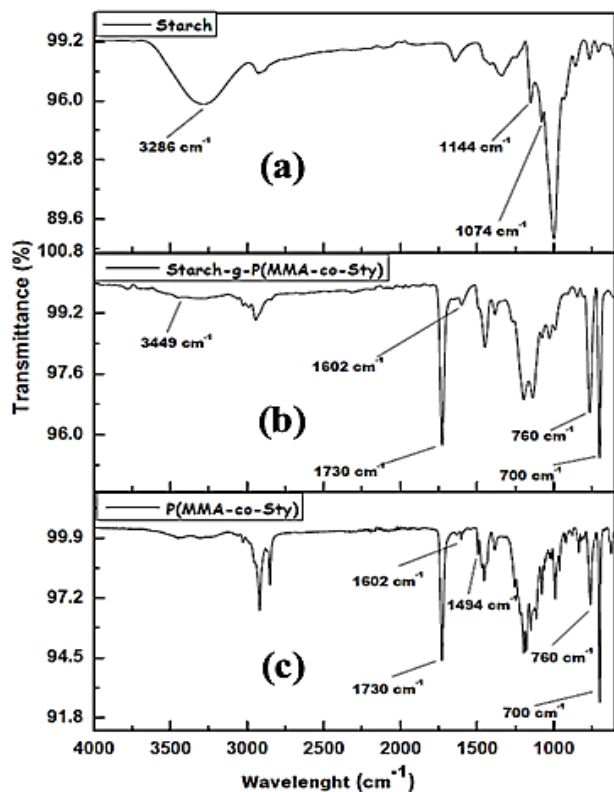 Starch
99.2
96.0
92.8
89.6
3286 cm⁻¹
1144 cm⁻¹
1074 cm⁻¹
(a)
Transmittance (%)
Starch-g-P(MMA-co-Sty)
100.8
99.2
97.6
96.0
3449 cm⁻¹
1602 cm⁻¹
1730 cm⁻¹
760 cm⁻¹
700 cm⁻¹
(b)
P(MMA-co-Sty)
99.9
97.2
94.5
91.8
1602 cm⁻¹
1494 cm⁻¹
1730 cm⁻¹
760 cm⁻¹
700 cm⁻¹
(c)
4000 3500 3000 2500 2000 1500 1000
Wavelenght (cm⁻¹)